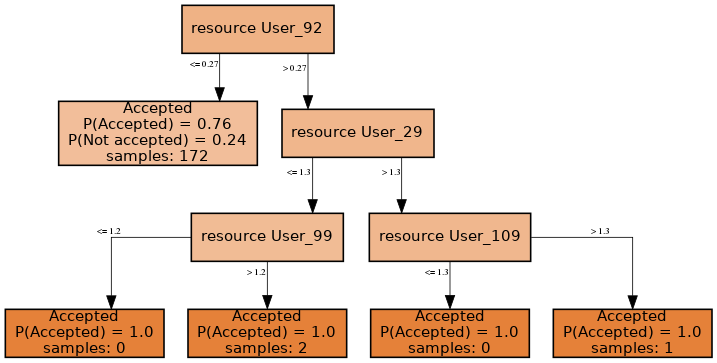 resource User_92
<= 0.27
> 0.27
Accepted
P(Accepted) = 0.76
P(Not accepted) = 0.24
samples: 172
resource User_29
<= 1.3
> 1.3
resource User_99
resource User_109
<= 1.2
> 1.2
<= 1.3
> 1.3
Accepted
P(Accepted) = 1.0
samples: 0
Accepted
P(Accepted) = 1.0
samples: 2
Accepted
P(Accepted) = 1.0
samples: 0
Accepted
P(Accepted) = 1.0
samples: 1